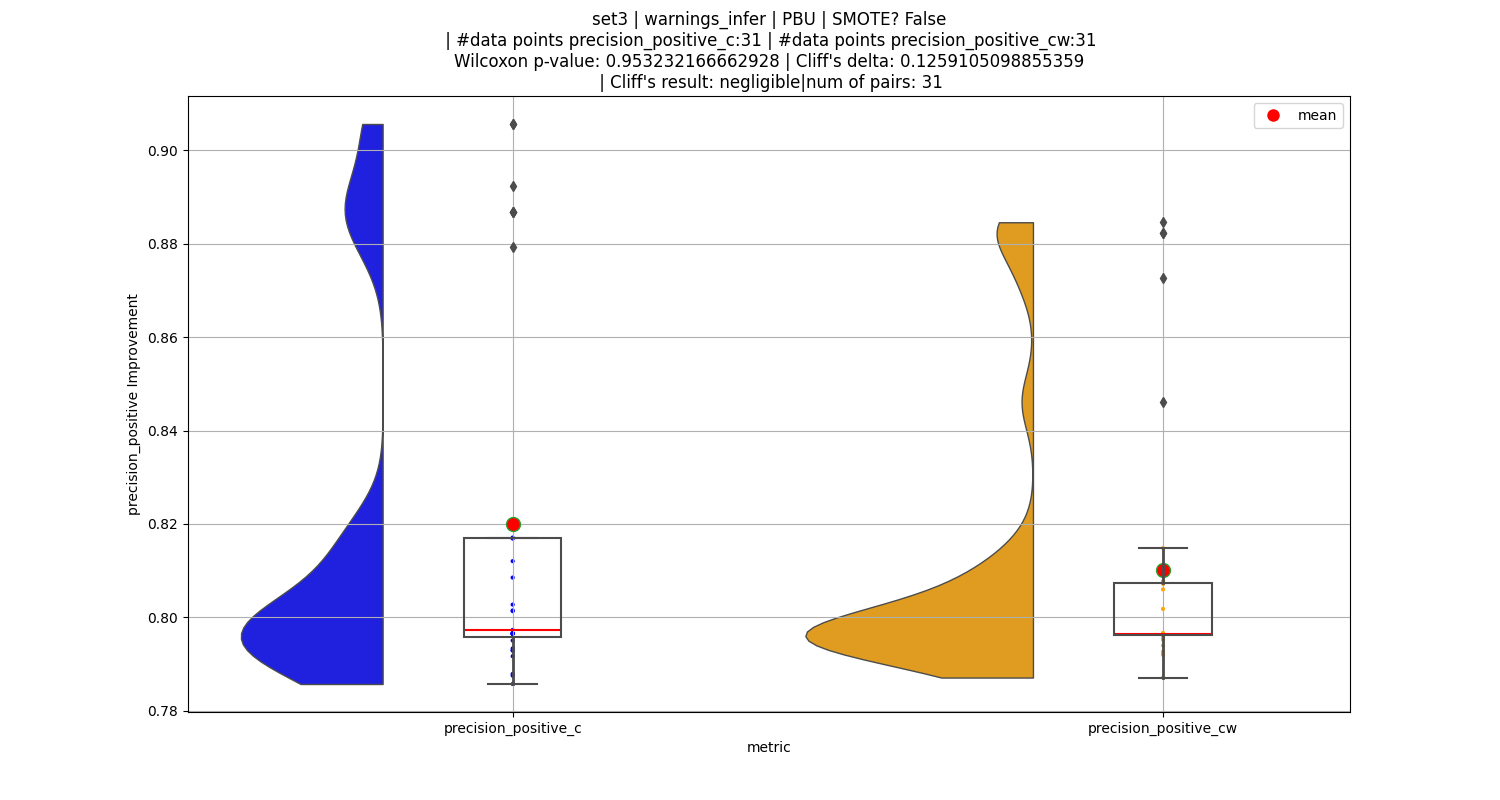 set3 | warnings_infer | PBU | SMOTE? False
| #data points precision_positive_c:31 | #data points precision_positive_cw:31
Wilcoxon p-value: 0.953232166662928 | Cliff's delta: 0.1259105098855359
| Cliff's result: negligible|num of pairs: 31
mean
0.90
0.88
0.86
0.84
0.82
0.80
0.78
precision_positive Improvement
precision_positive_c
precision_positive_cw
metric